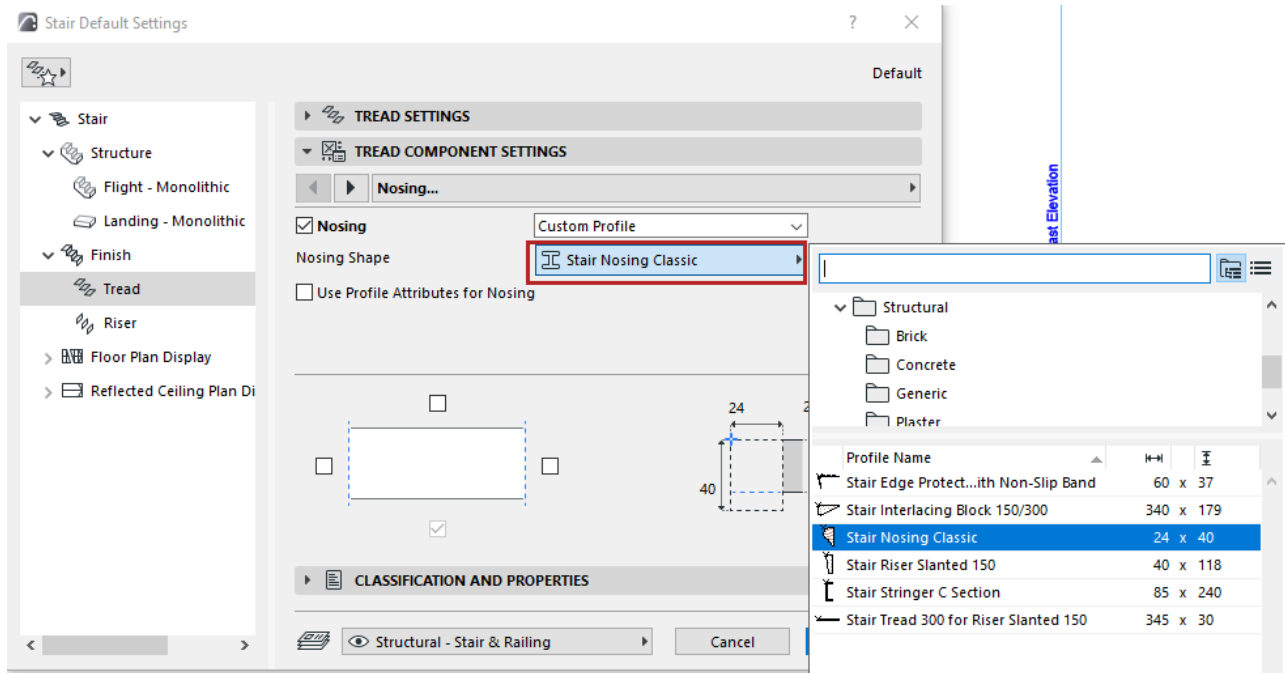 Stair Default Settings
?
Default
Stair
Structure
Flight - Monolithic
Landing - Monolithic
Finish
Tread
Riser
Floor Plan Display
Reflected Ceiling Plan Di
TREAD SETTINGS
TREAD COMPONENT SETTINGS
Nosing...
Nosing
Custom Profile
Nosing Shape
Stair Nosing Classic
Use Profile Attributes for Nosing
24
2
40
CLASSIFICATION AND PROPERTIES
Structural - Stair & Railing
Cancel
ast Elevation
Structural
Brick
Concrete
Generic
Plaster
Profile Name
Stair Edge Protect...ith Non-Slip Band 60 x 37
Stair Interlacing Block 150/300 340 x 179
Stair Nosing Classic 24 x 40
Stair Riser Slanted 150 40 x 118
Stair Stringer C Section 85 x 240
Stair Tread 300 for Riser Slanted 150 345 x 30